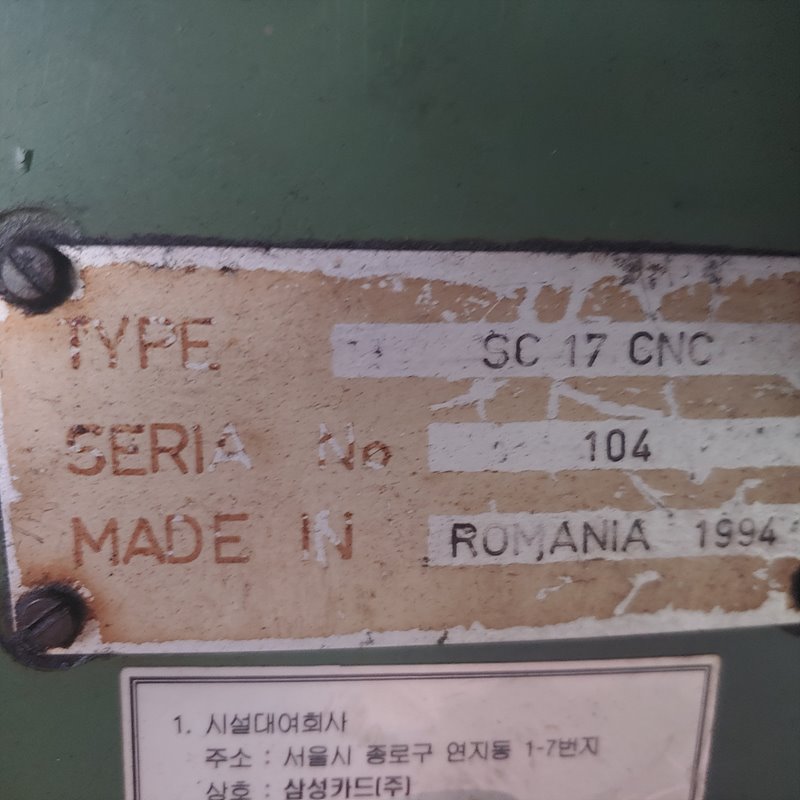 TYPE SC 17 CNC
SERIA No 104
MADE IN ROMANIA 1994
1. 시설대여회사
주소 : 서울시 종로구 연지동 1-7번지
상호 : 삼성카드(주)